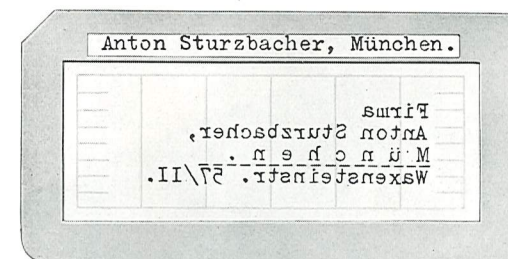 Anton Sturzbacher, München.
Firma
Anton Sturzbacher,
M ü n c h e n .
Waxensteinstr. 57/II.